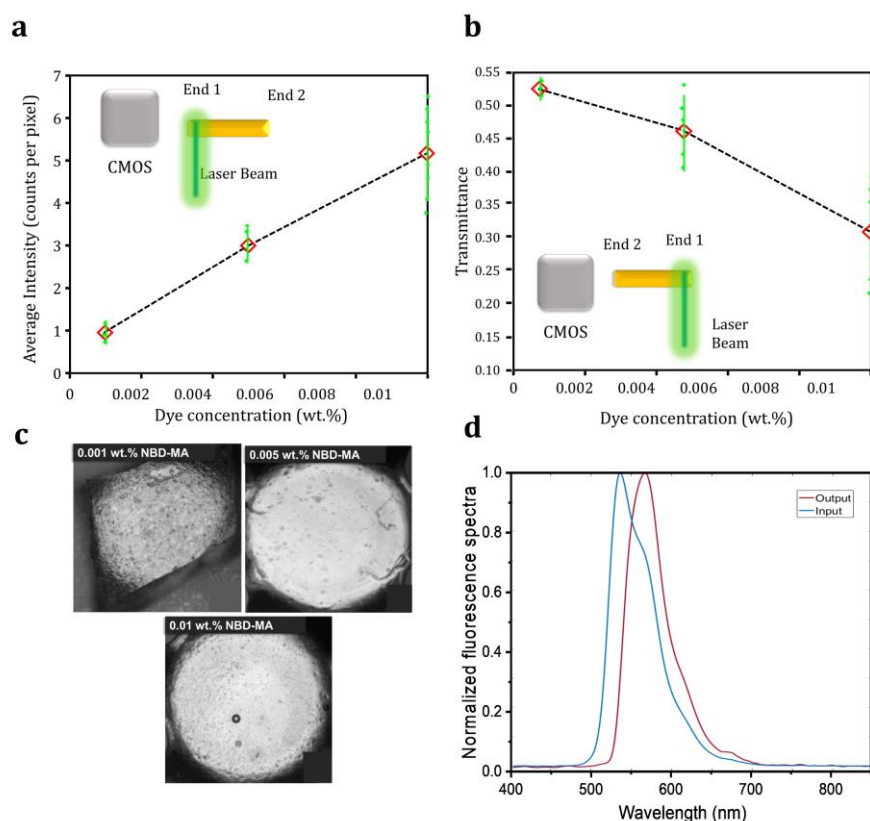 a
7
6
5
4
3
2
1
0
Average Intensity (counts per pixel)
End 1
End 2
CMOS
Laser Beam
0
0.002
0.004
0.006
0.008
0.01
Dye concentration (wt.%)
b
0.55
0.50
0.45
0.40
0.35
0.30
0.25
0.20
0.15
0.10
Transmittance
End 2
End 1
CMOS
Laser
Beam
0
0.002
0.004
0.006
0.008
0.01
Dye concentration (wt.%)
c
0.001 wt.% NBD-MA
0.005 wt.% NBD-MA
0.01 wt.% NBD-MA
d
1.0
0.8
0.6
0.4
0.2
0.0
Normalized fluorescence spectra
Output
Input
400
500
600
700
800
Wavelength (nm)